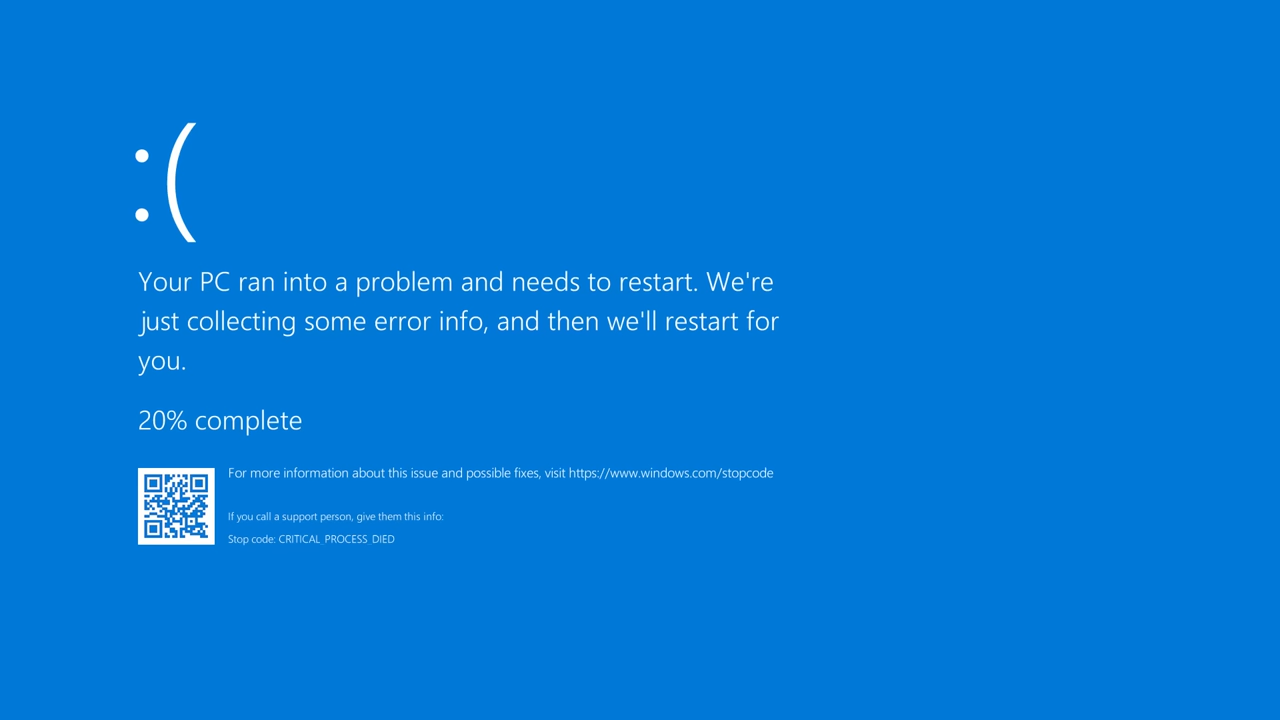 :(
Your PC ran into a problem and needs to restart. We're
just collecting some error info, and then we'll restart for
you.
20% complete
For more information about this issue and possible fixes, visit https://www.windows.com/stopcode
If you call a support person, give them this info:
Stop code: CRITICAL_PROCESS_DIED